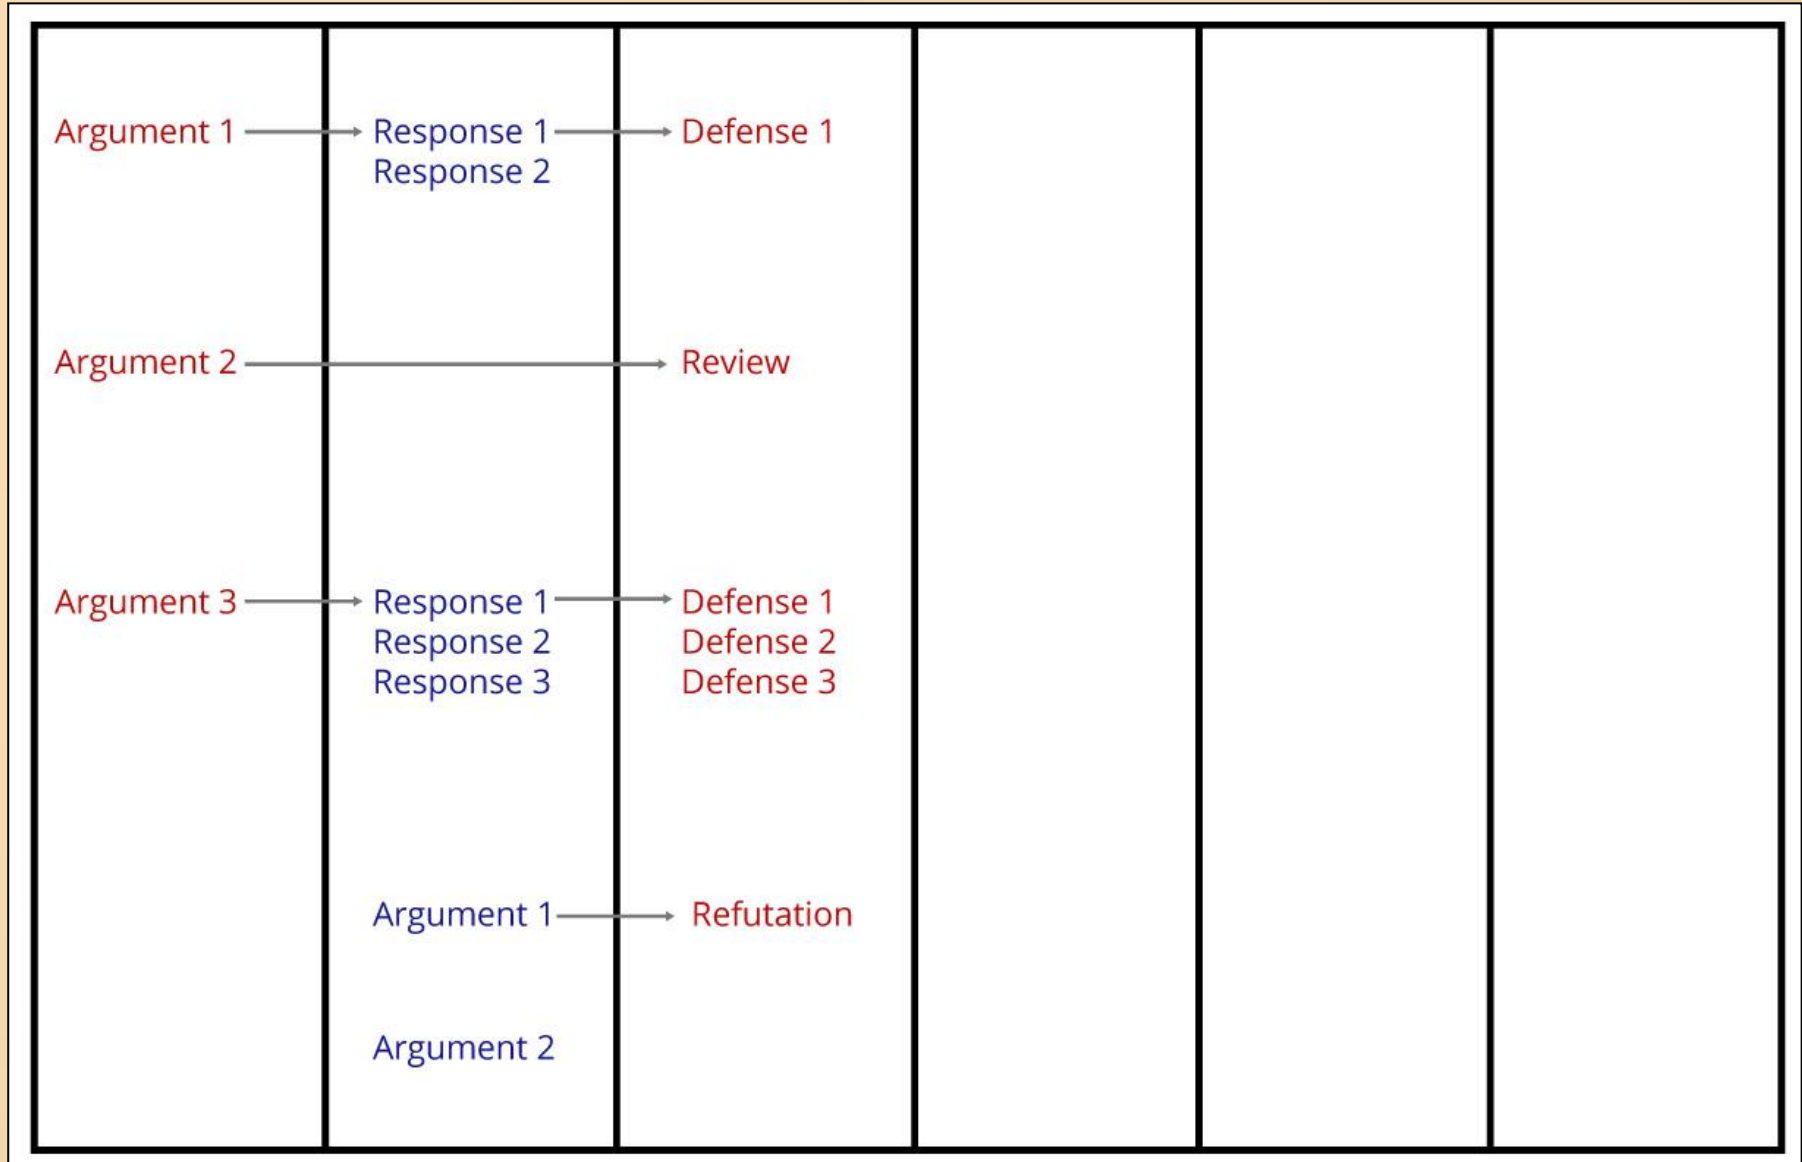 Argument 1 Response 1 Defense 1
Response 2
Argument 2 Review
Argument 3 Response 1 Defense 1
Response 2 Defense 2
Response 3 Defense 3
Argument 1 Refutation
Argument 2